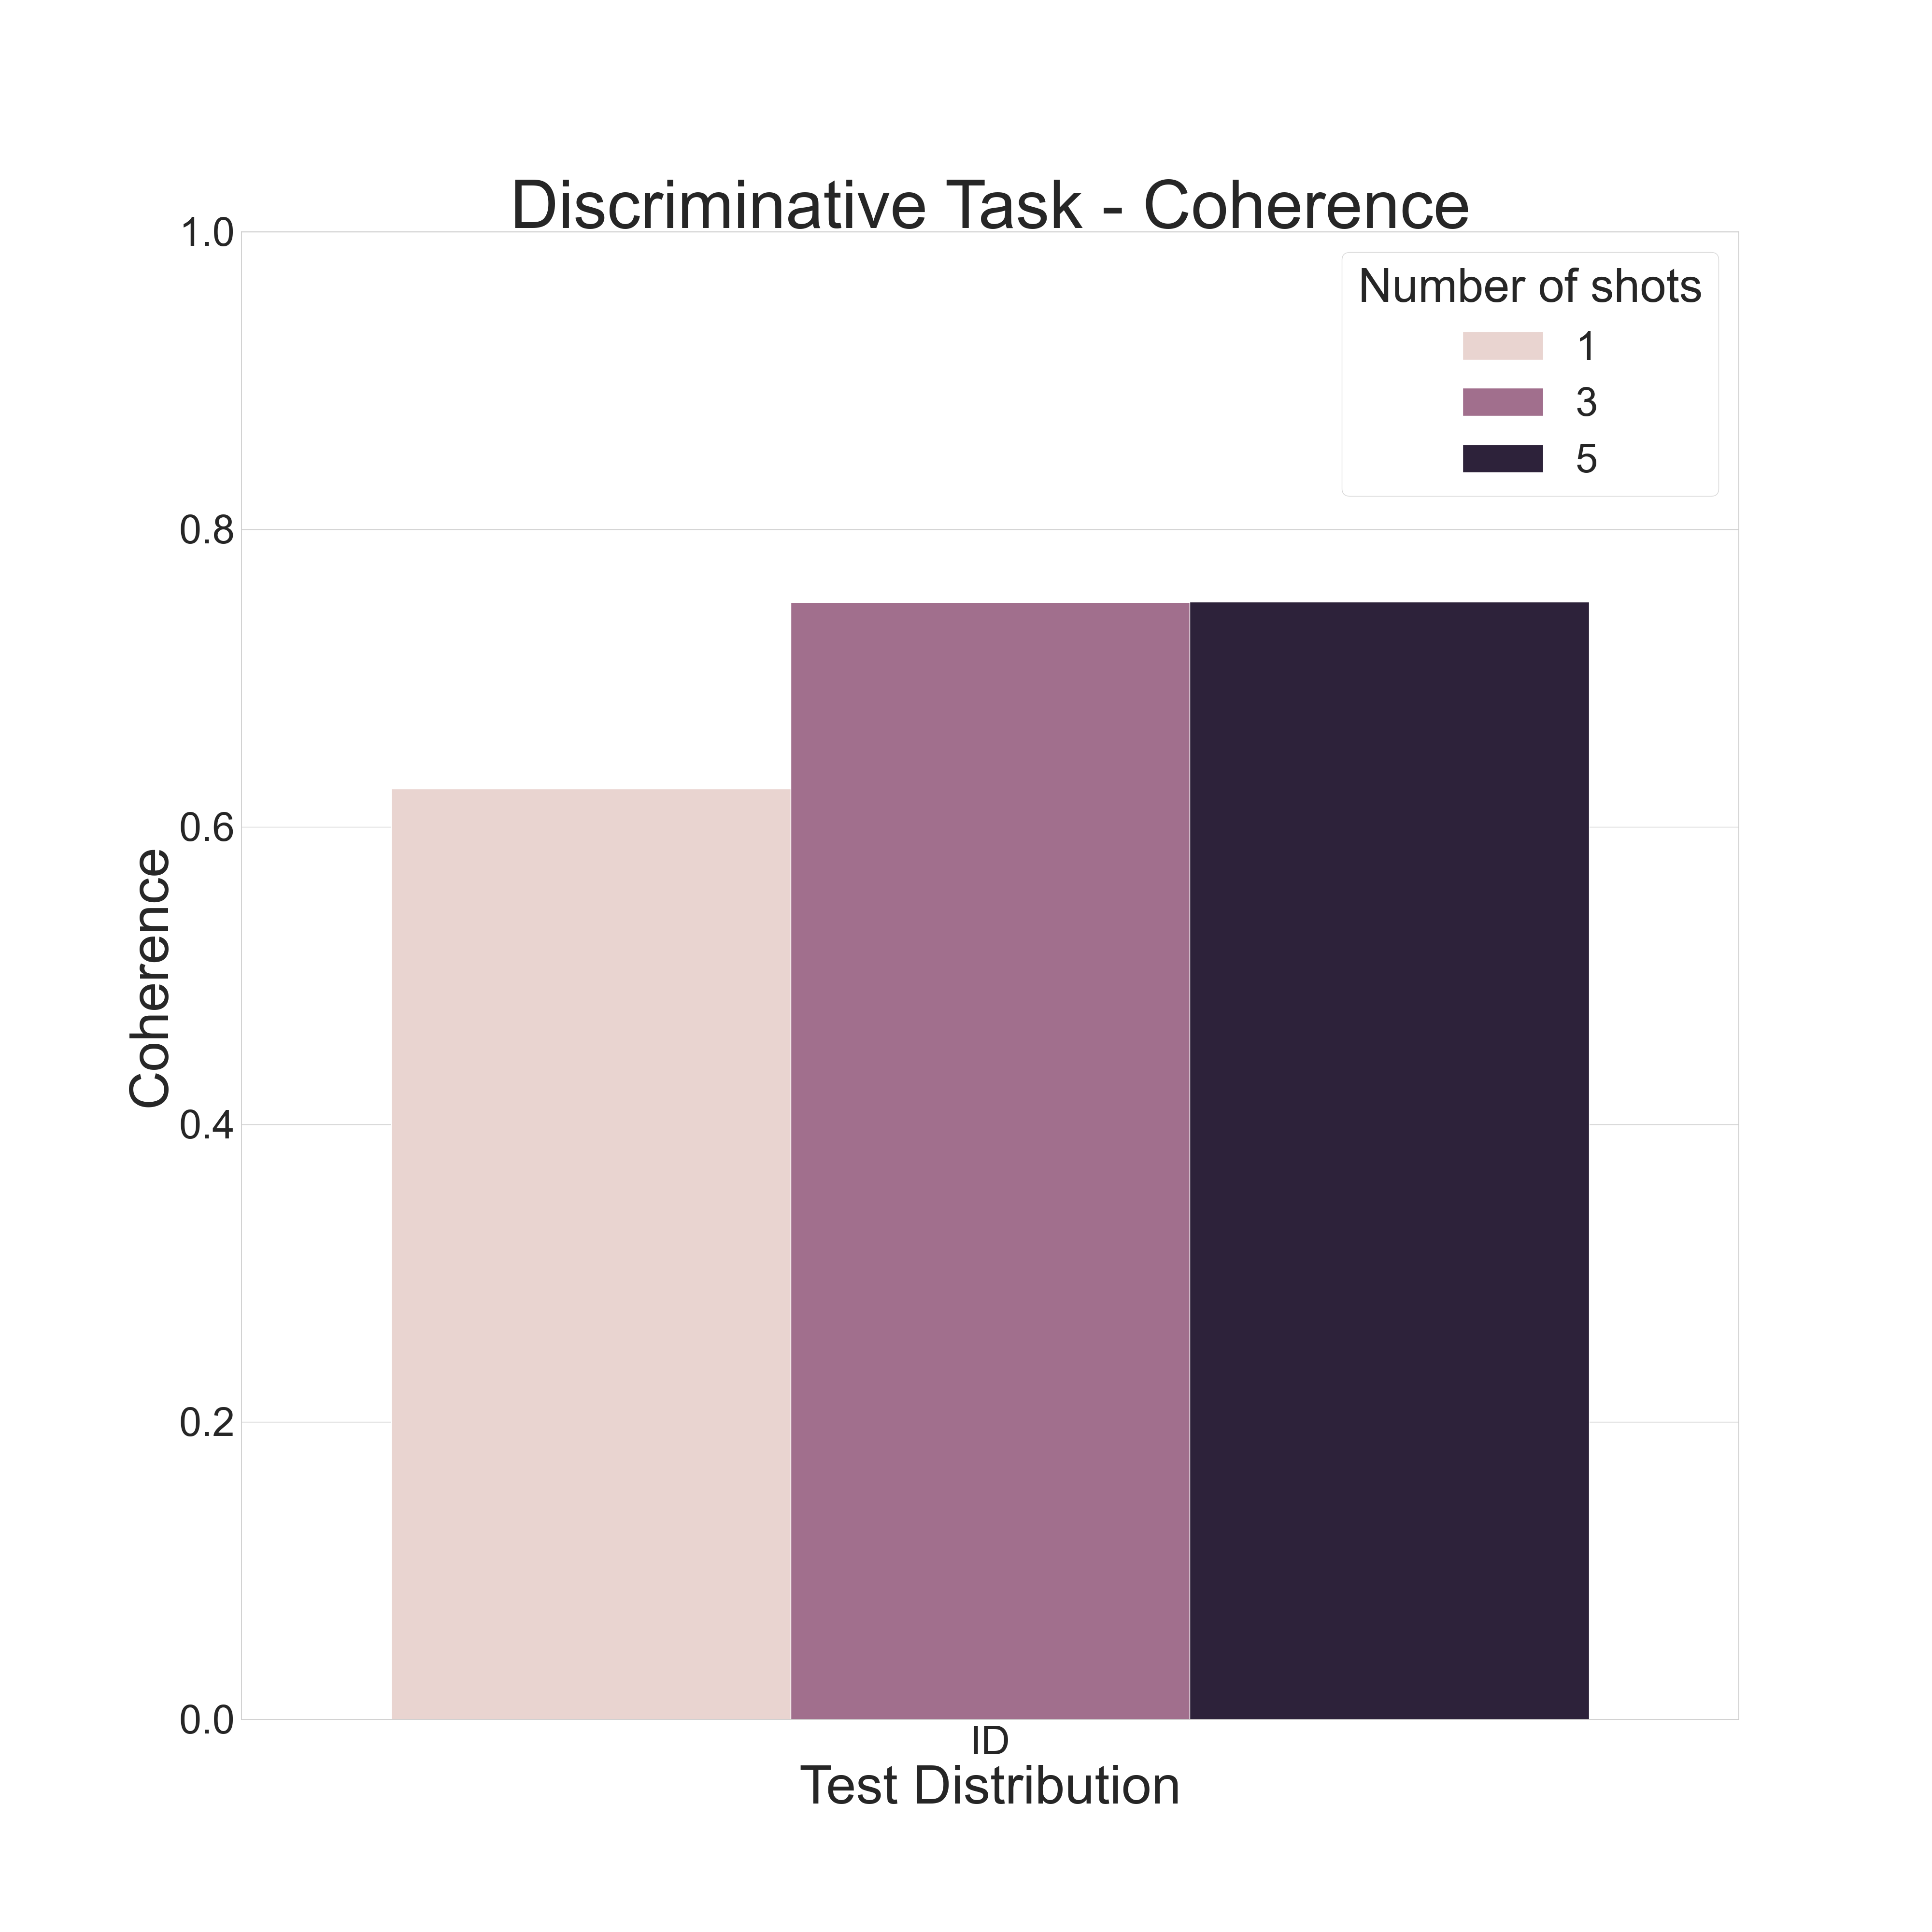 Discriminative Task - Coherence
1.0
0.8
0.6
0.4
0.2
0.0
Coherence
Number of shots
1
3
5
ID
Test Distribution